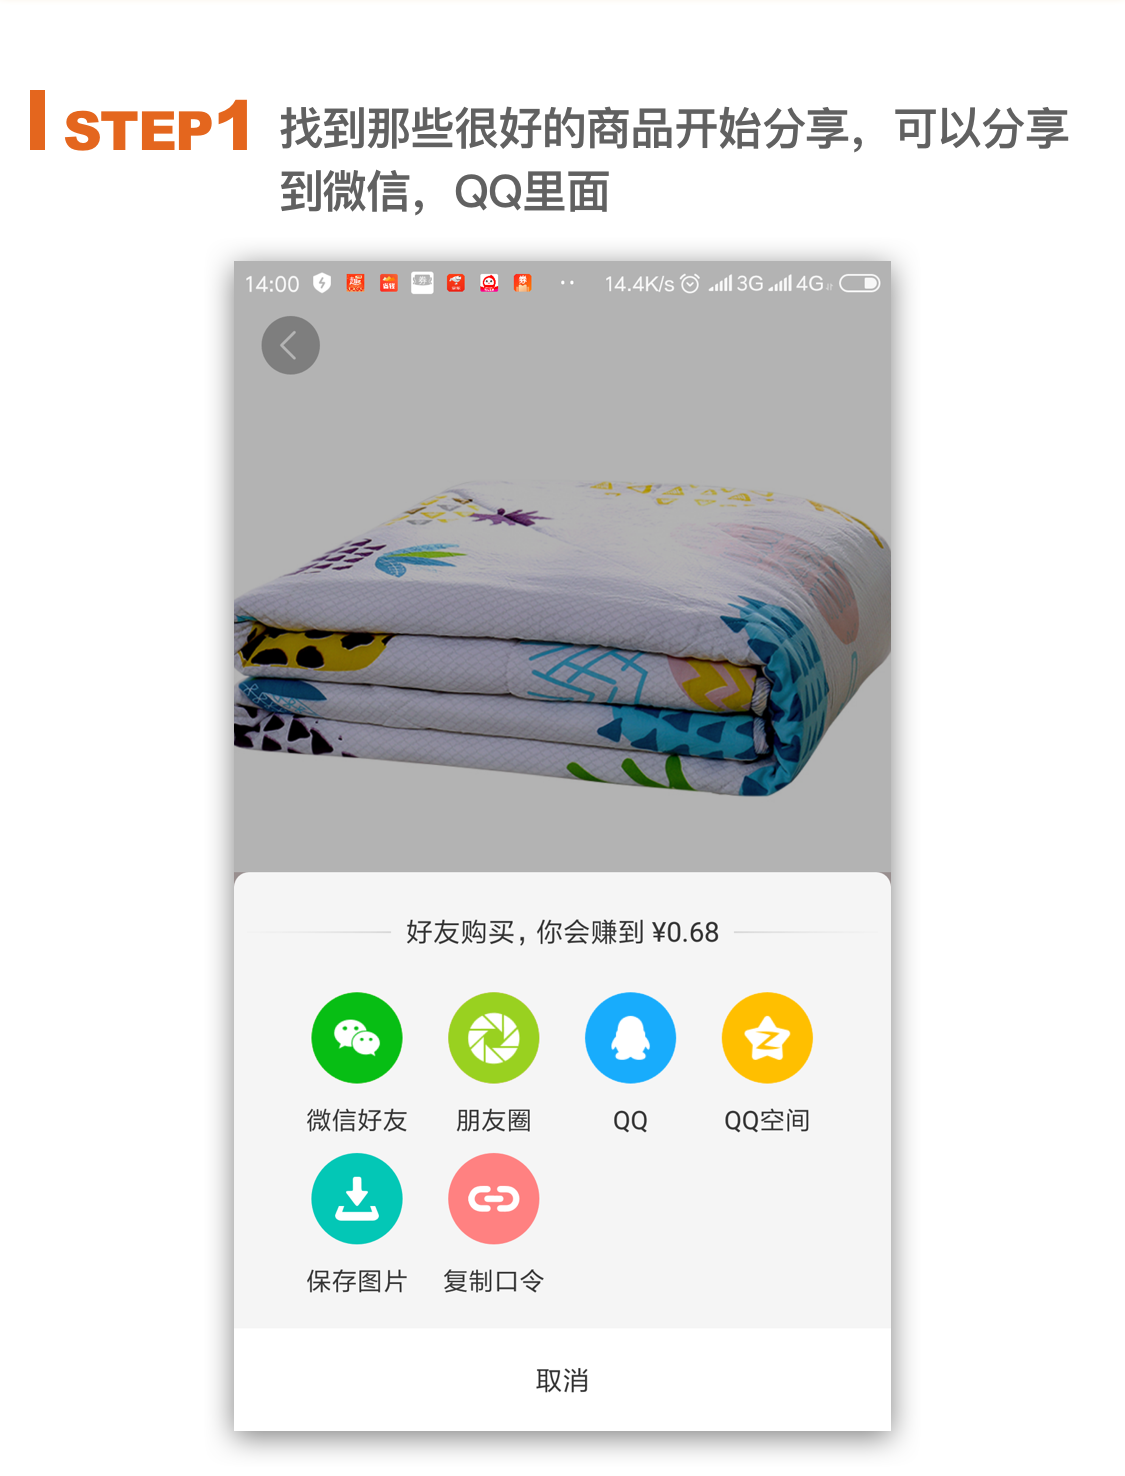 STEP1 找到那些很好的商品开始分享，可以分享
到微信，QQ里面
14:00 14.4K/s 3G 4G
好友购买，你会赚到 ¥0.68
微信好友 朋友圈 QQ QQ空间
保存图片 复制口令
取消